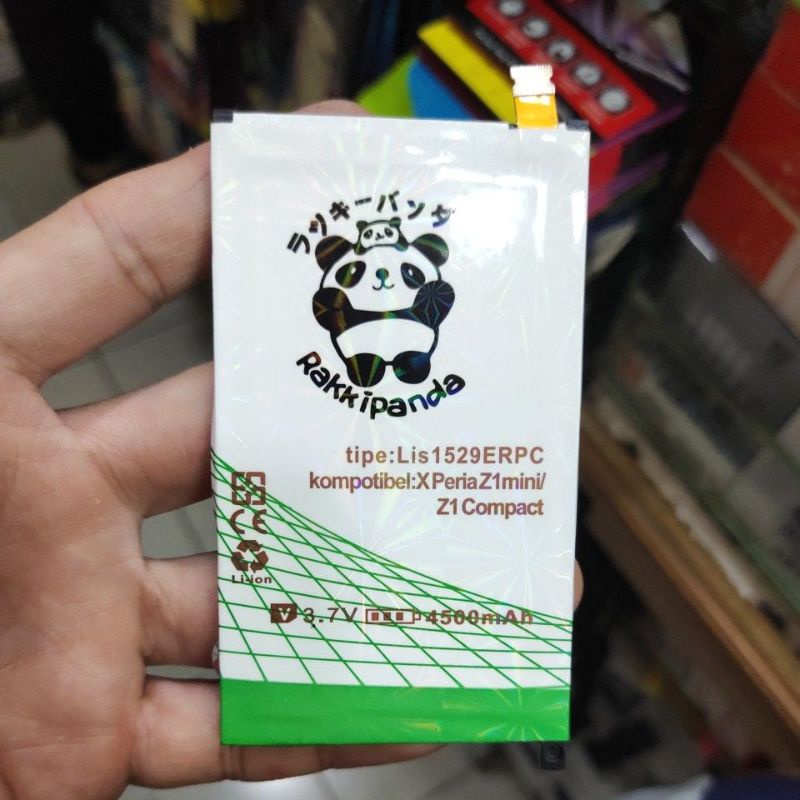 ラッキーパンダ
Rakkipanda
tipe:Lis1529ERPC
kompotibel:XPeriaZ1mini/
Z1 Compact
CE
Li-ion
V 3.7V 4500mAh